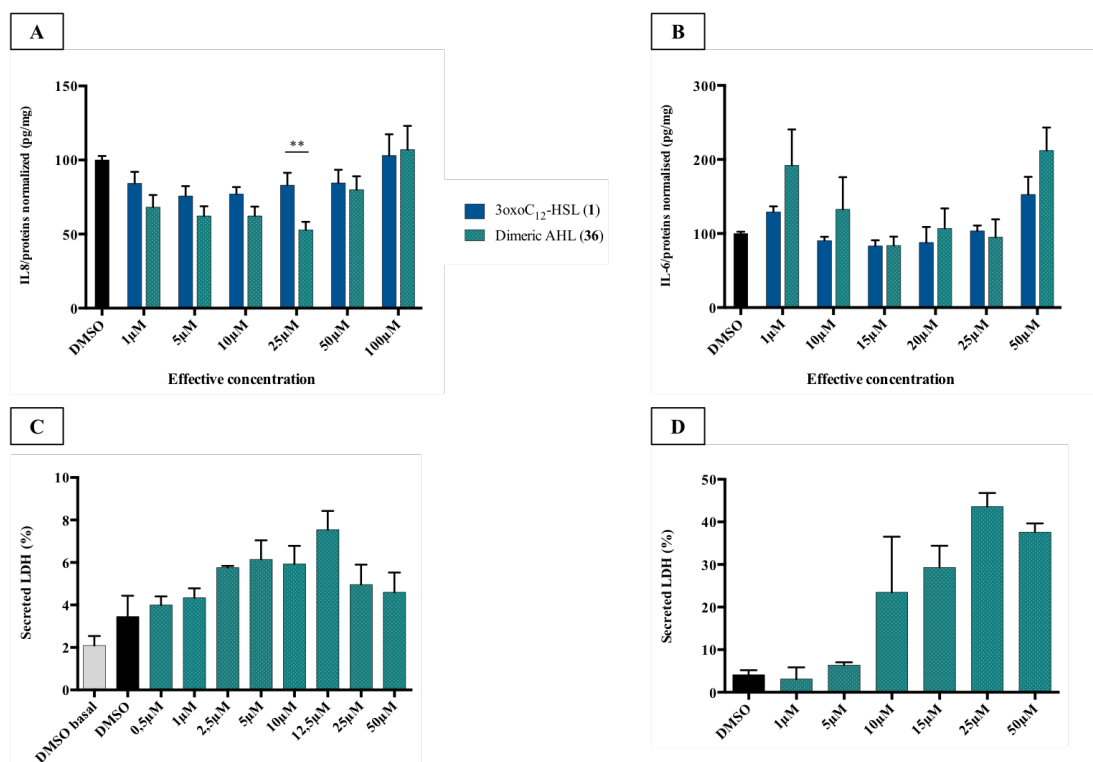 A
IL8/proteins normalized (pg/mg)
150
100
50
0
**
DMSO
1μM
5μM
10μM
25μM
50μM
100μM
Effective concentration
3oxoC₁₂-HSL (1)
Dimeric AHL (36)
B
IL-6/proteins normalised (pg/mg)
300
200
100
0
DMSO
1μM
10μM
15μM
20μM
25μM
50μM
Effective concentration
C
Secreted LDH (%)
10
8
6
4
2
0
DMSO basal
DMSO
0,5μM
1μM
2,5μM
5μM
10μM
12,5μM
25μM
50μM
D
Secreted LDH (%)
50
40
30
20
10
0
DMSO
1μM
5μM
10μM
15μM
25μM
50μM